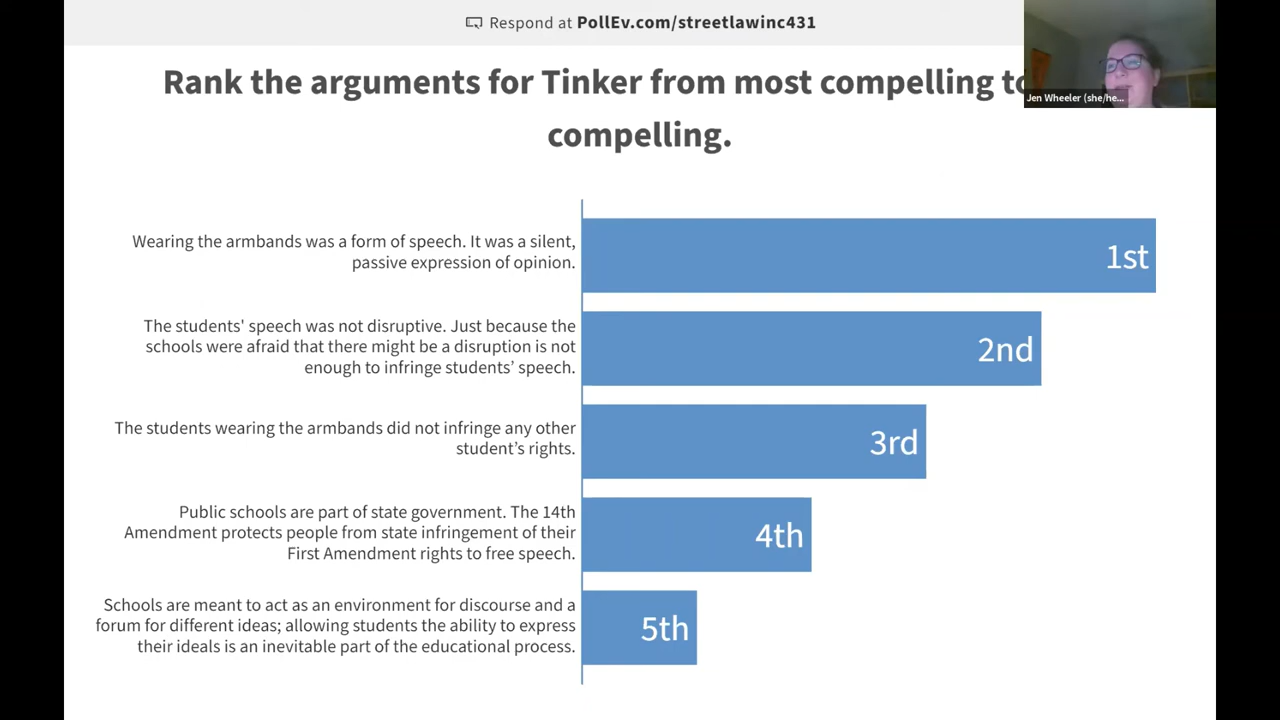 Respond at PollEv.com/streetlawinc431
Rank the arguments for Tinker from most compelling to
compelling.
Jen Wheeler (she/he...
Wearing the armbands was a form of speech. It was a silent,
passive expression of opinion.
1st
The students' speech was not disruptive. Just because the
schools were afraid that there might be a disruption is not
enough to infringe students’ speech.
2nd
The students wearing the armbands did not infringe any other
student’s rights.
3rd
Public schools are part of state government. The 14th
Amendment protects people from state infringement of their
First Amendment rights to free speech.
4th
Schools are meant to act as an environment for discourse and a
forum for different ideas; allowing students the ability to express
their ideals is an inevitable part of the educational process.
5th